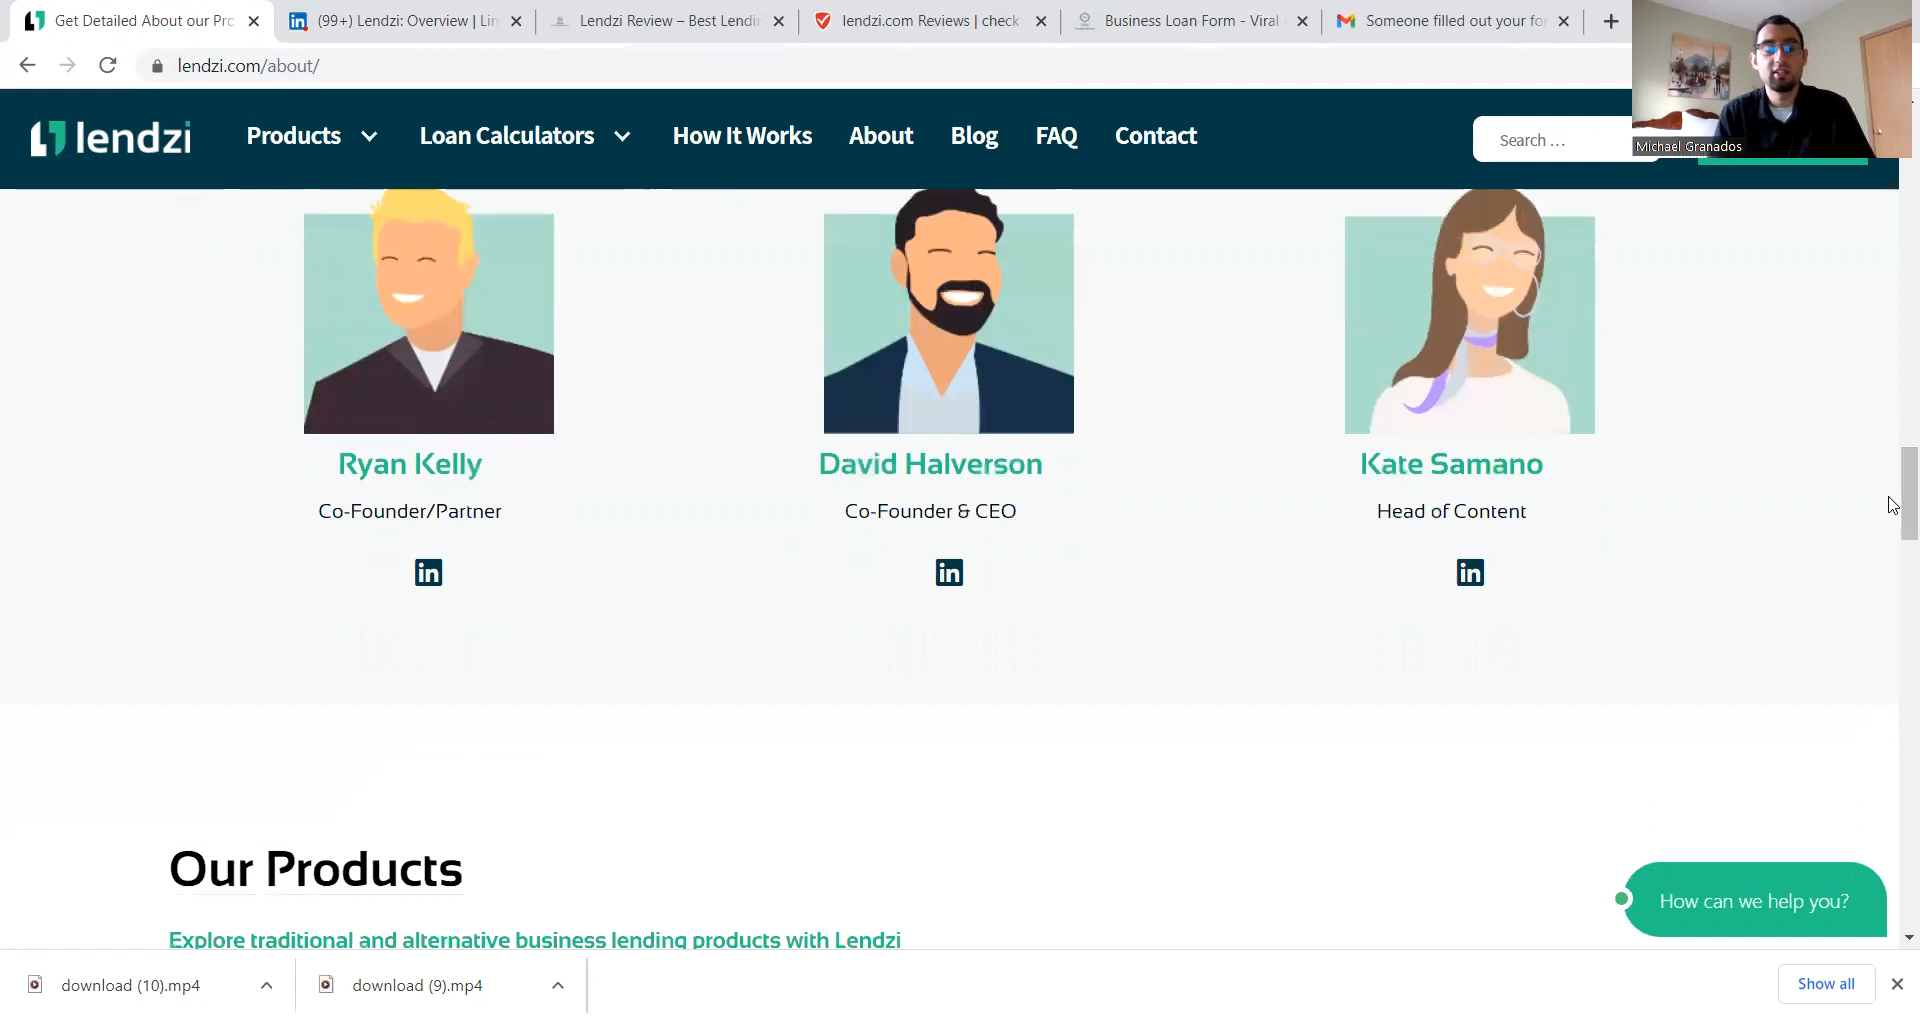 Get Detailed About our Pro
(99+) Lendzi: Overview | Lin
Lendzi Review – Best Lendin
lendzi.com Reviews | check
Business Loan Form - Viral
Someone filled out your fo
lendzi.com/about/
lendzi
Products
Loan Calculators
How It Works
About
Blog
FAQ
Contact
Search …
Michael Granados
Ryan Kelly
David Halverson
Kate Samano
Co-Founder/Partner
Co-Founder & CEO
Head of Content
in
in
in
Our Products
Explore traditional and alternative business lending products with Lendzi
How can we help you?
download (10).mp4
download (9).mp4
Show all